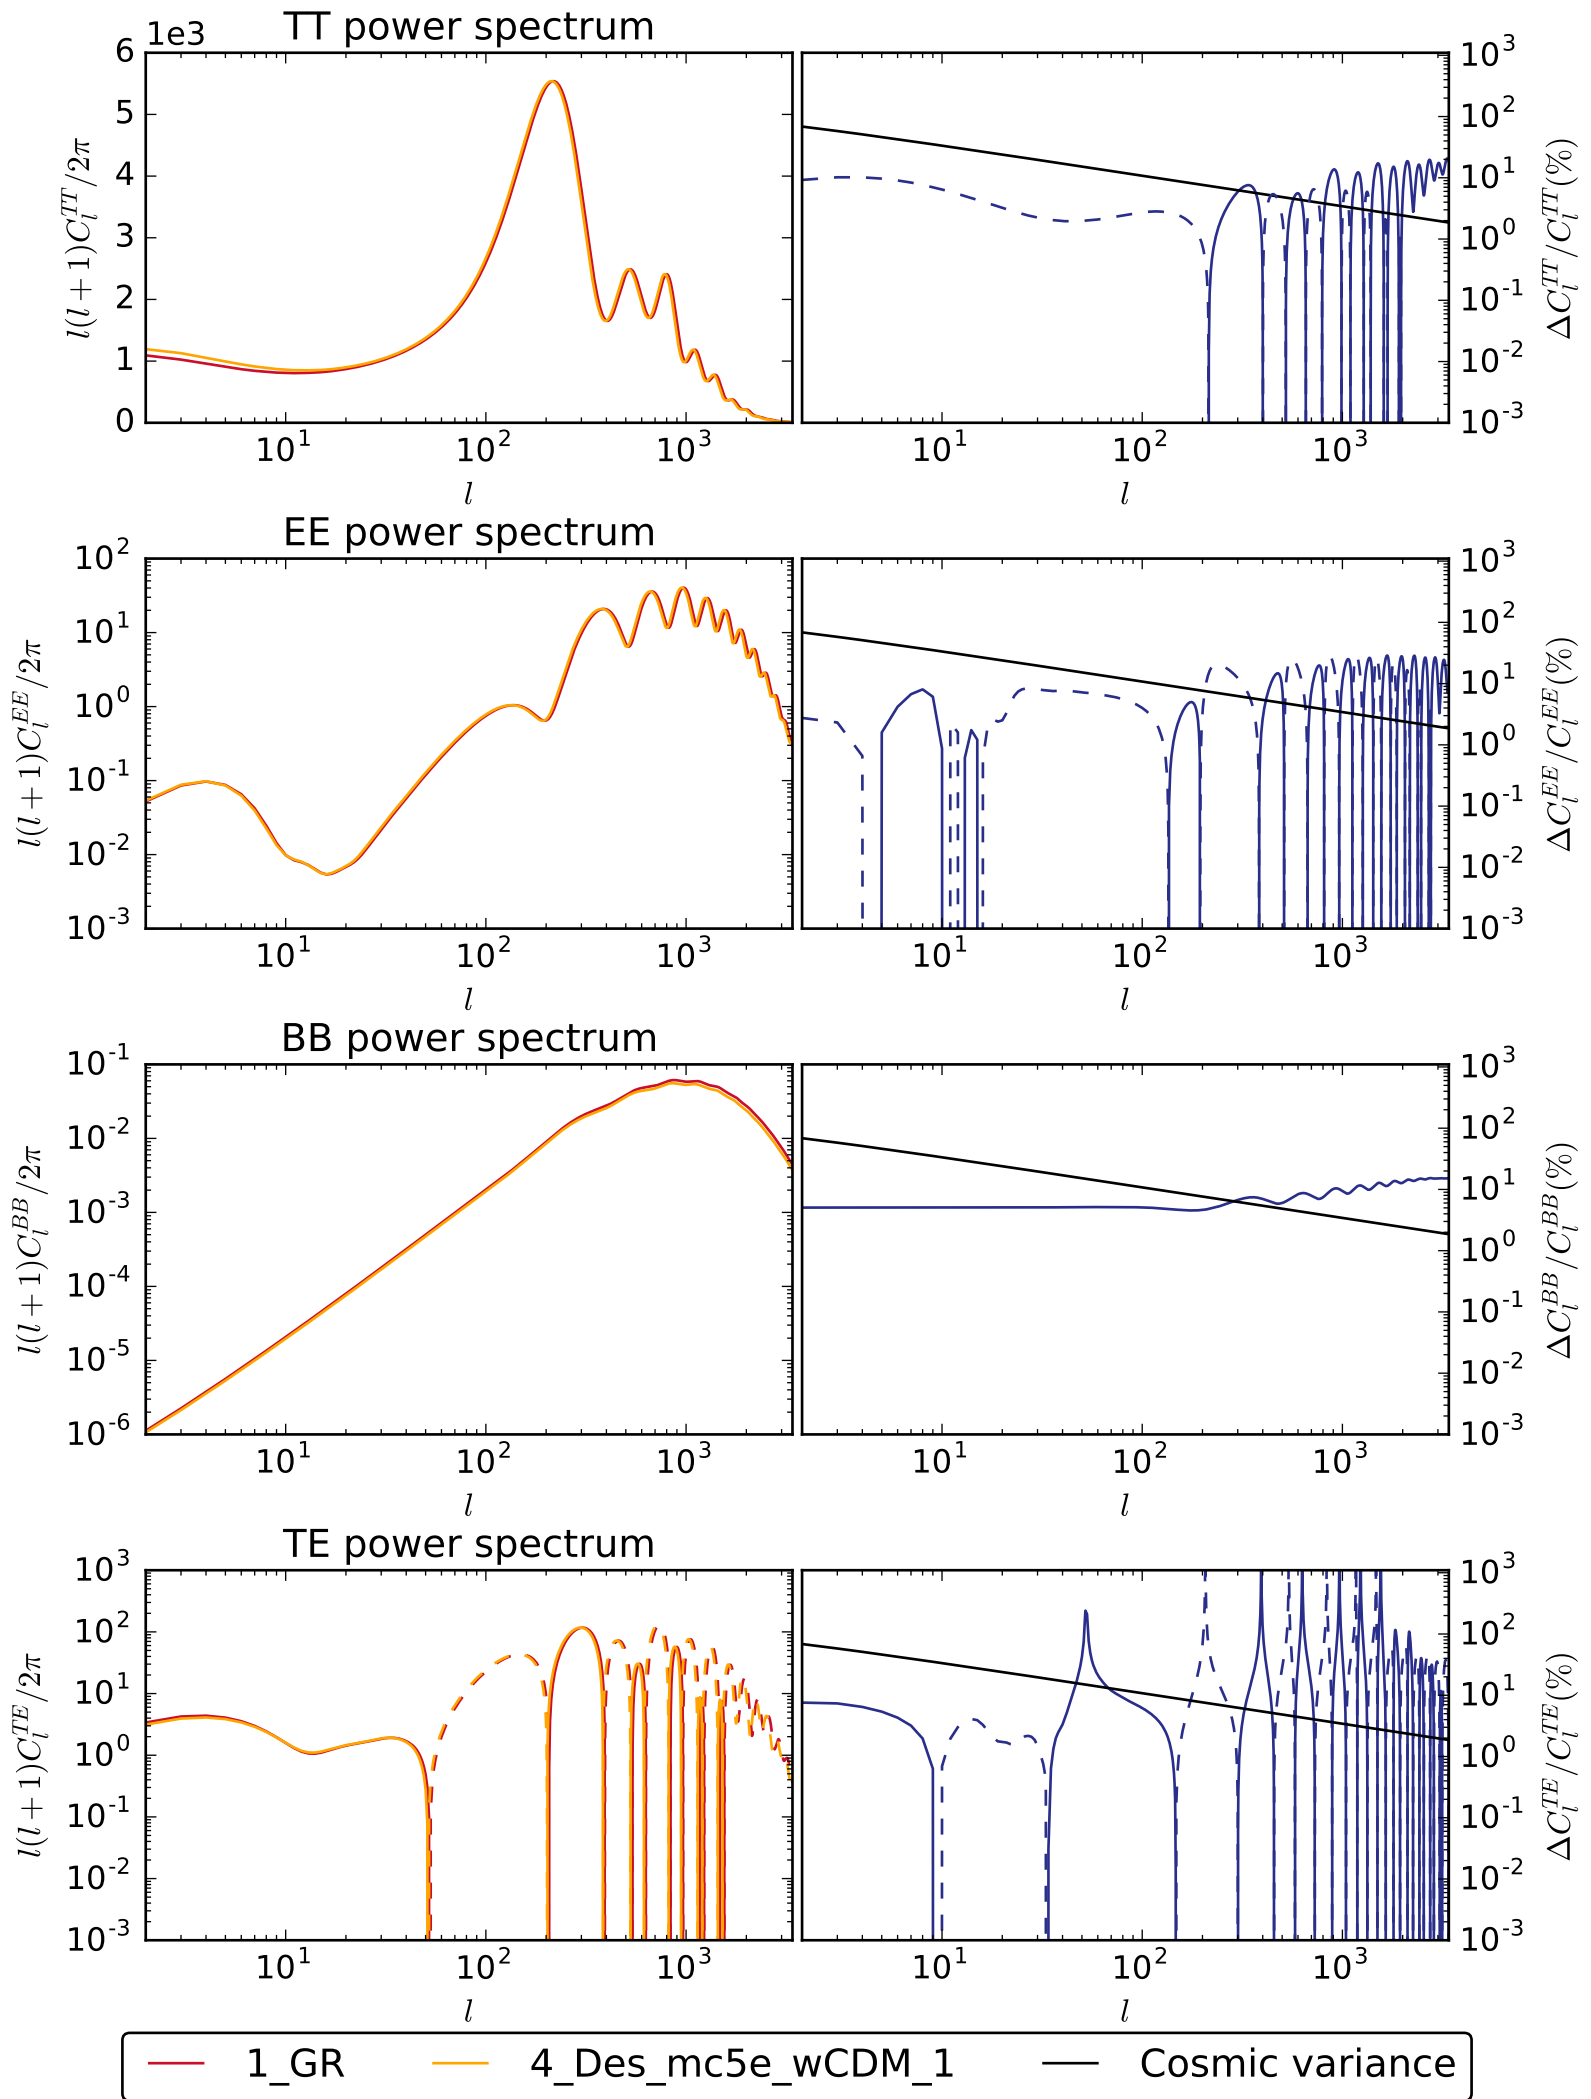 TT power spectrum
1e3
6
5
4
3
2
1
0
l(l + 1)C_l^{TT}/2π
10^1 10^2 10^3
l
10^3
10^2
10^1
10^0
10^-1
10^-2
10^-3
ΔC_l^{TT}/C_l^{TT}(%)
10^1 10^2 10^3
l
EE power spectrum
10^2
10^1
10^0
10^-1
10^-2
10^-3
l(l + 1)C_l^{EE}/2π
10^1 10^2 10^3
l
10^3
10^2
10^1
10^0
10^-1
10^-2
10^-3
ΔC_l^{EE}/C_l^{EE}(%)
10^1 10^2 10^3
l
BB power spectrum
10^-1
10^-2
10^-3
10^-4
10^-5
10^-6
l(l + 1)C_l^{BB}/2π
10^1 10^2 10^3
l
10^3
10^2
10^1
10^0
10^-1
10^-2
10^-3
ΔC_l^{BB}/C_l^{BB}(%)
10^1 10^2 10^3
l
TE power spectrum
10^3
10^2
10^1
10^0
10^-1
10^-2
10^-3
l(l + 1)C_l^{TE}/2π
10^1 10^2 10^3
l
10^3
10^2
10^1
10^0
10^-1
10^-2
10^-3
ΔC_l^{TE}/C_l^{TE}(%)
10^1 10^2 10^3
l
1_GR 4_Des_mc5e_wCDM_1 Cosmic variance